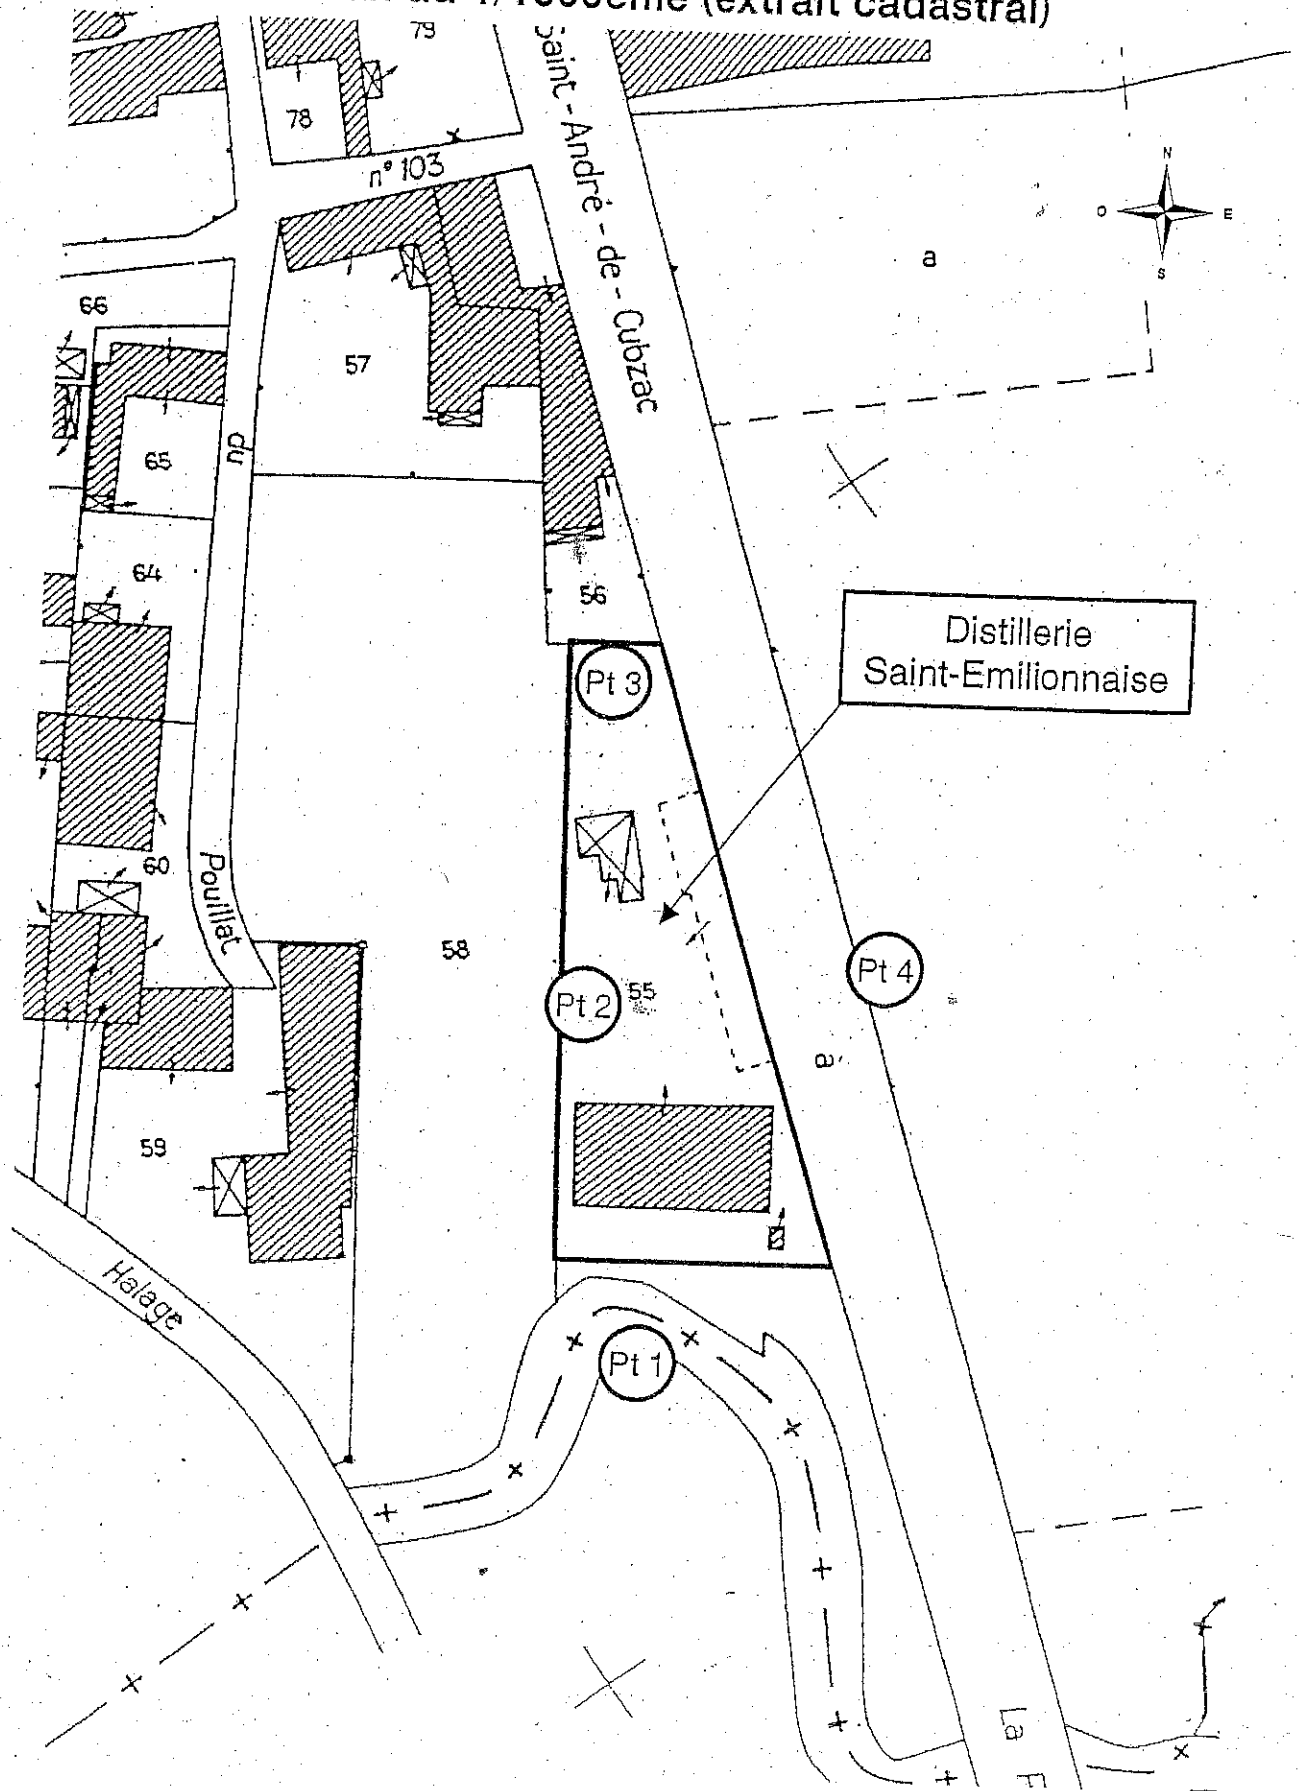 au 1/1000ème (extrait cadastral)
79
Saint-André-de-Cubzac
78
n° 103
N
O
E
S
a
66
57
65
du
64
56
Distillerie
Saint-Emilionnaise
Pt 3
60
Pouillat
58
Pt 4
Pt 2
55
a
59
Halage
Pt 1
La F